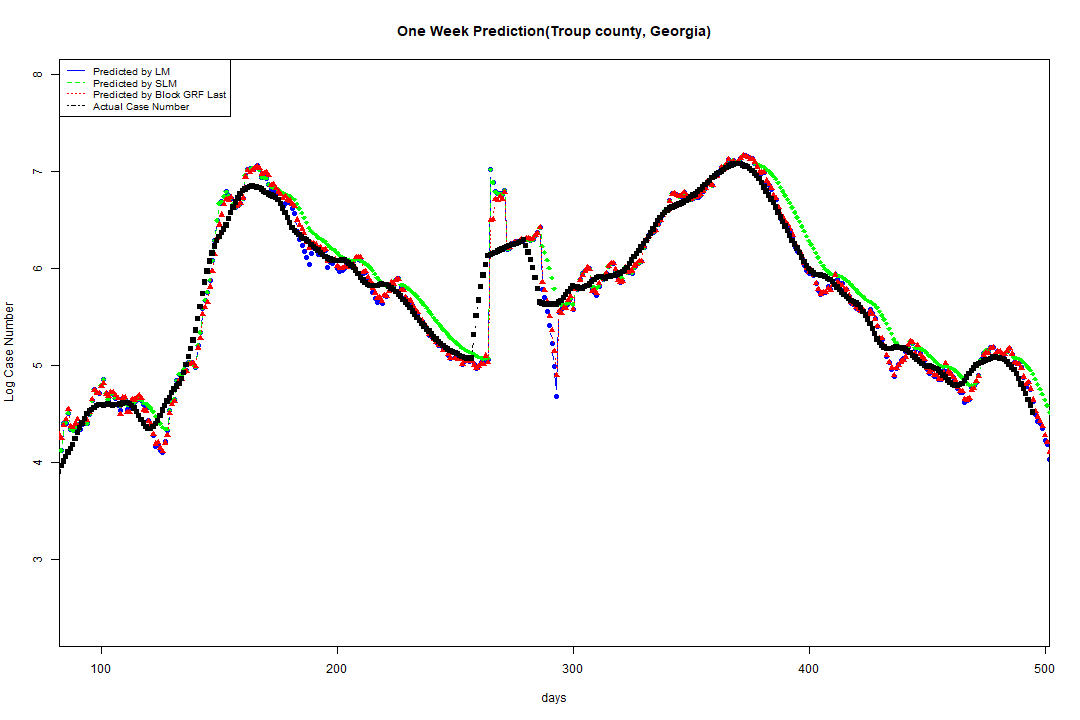 One Week Prediction(Troup county, Georgia)
Predicted by LM
Predicted by SLM
Predicted by Block GRF Last
Actual Case Number
8
7
6
5
4
3
Log Case Number
100 200 300 400 500
days